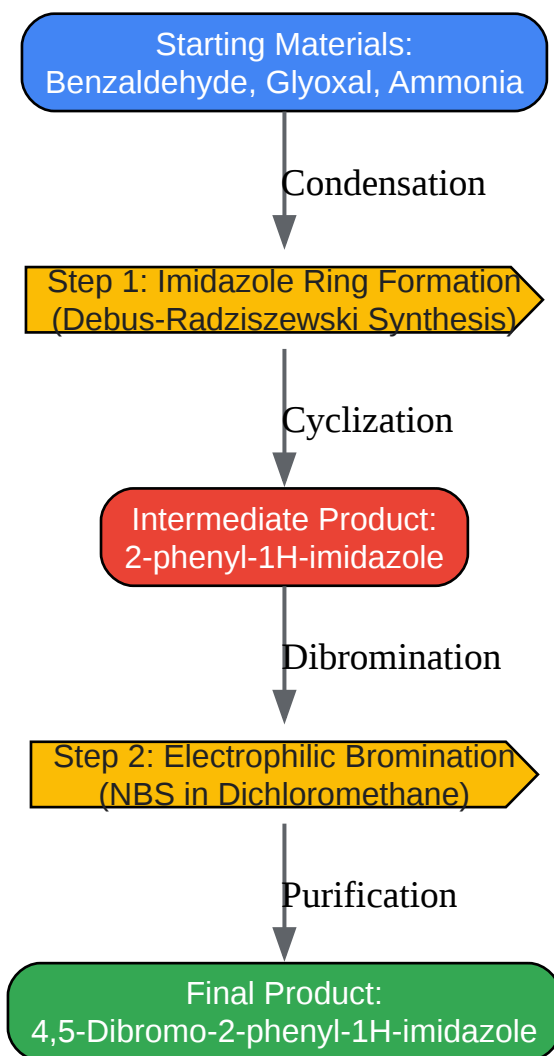 Starting Materials:
Benzaldehyde, Glyoxal, Ammonia
Condensation
Step 1: Imidazole Ring Formation
(Debus-Radziszewski Synthesis)
Cyclization
Intermediate Product:
2-phenyl-1H-imidazole
Dibromination
Step 2: Electrophilic Bromination
(NBS in Dichloromethane)
Purification
Final Product:
4,5-Dibromo-2-phenyl-1H-imidazole